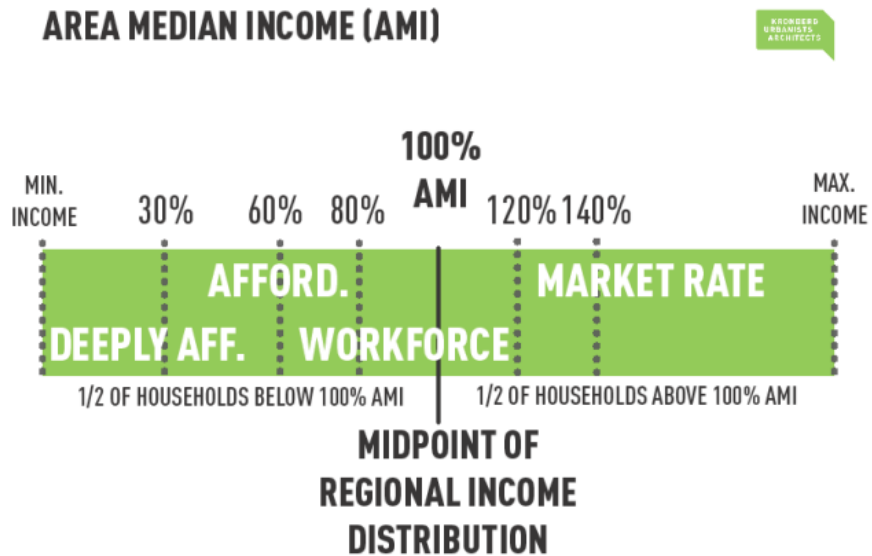 AREA MEDIAN INCOME (AMI)
KRONBERG
URBANISTS
ARCHITECTS
100%
AMI
MIN.
INCOME
30%
60%
80%
120%
140%
MAX.
INCOME
AFFORD.
MARKET RATE
DEEPLY AFF.
WORKFORCE
1/2 OF HOUSEHOLDS BELOW 100% AMI
1/2 OF HOUSEHOLDS ABOVE 100% AMI
MIDPOINT OF
REGIONAL INCOME
DISTRIBUTION